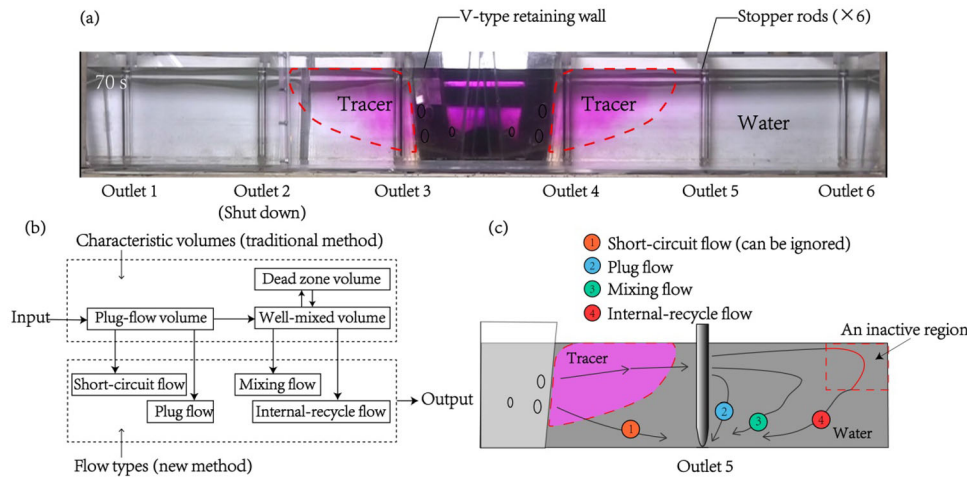 (a)
V-type retaining wall
Stopper rods (×6)
70 s
Tracer
Tracer
Water
Outlet 1
Outlet 2
(Shut down)
Outlet 3
Outlet 4
Outlet 5
Outlet 6
(b)
Characteristic volumes (traditional method)
Dead zone volume
Input
Plug-flow volume
Well-mixed volume
Short-circuit flow
Mixing flow
Plug flow
Internal-recycle flow
Output
Flow types (new method)
(c)
1 Short-circuit flow (can be ignored)
2 Plug flow
3 Mixing flow
4 Internal-recycle flow
An inactive region
Tracer
1
2
3
4
Water
Outlet 5